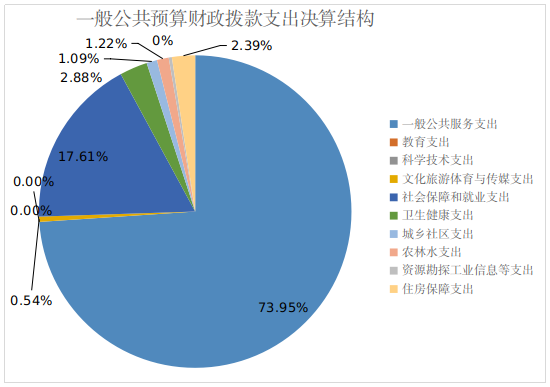 一般公共预算财政拨款支出决算结构
1.22%
0%
2.39%
1.09%
2.88%
17.61%
0.00%
0.00%
0.54%
73.95%
一般公共服务支出
教育支出
科学技术支出
文化旅游体育与传媒支出
社会保障和就业支出
卫生健康支出
城乡社区支出
农林水支出
资源勘探工业信息等支出
住房保障支出